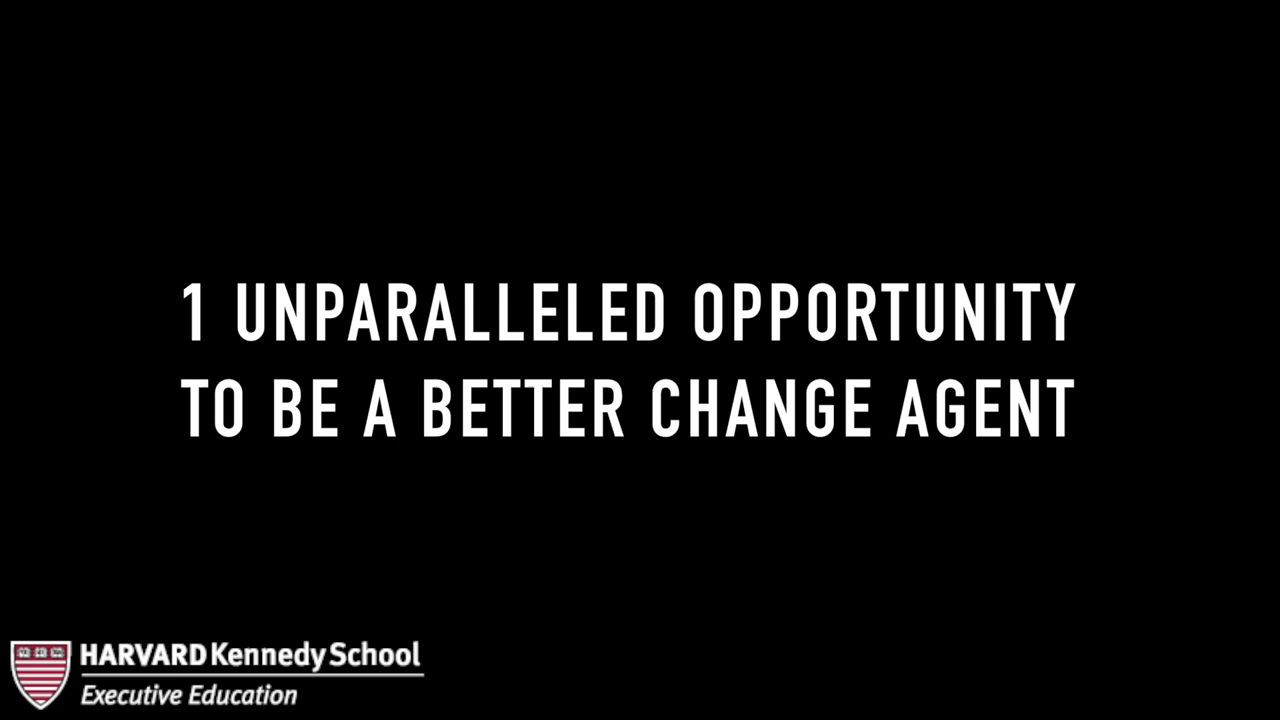 1 UNPARALLELED OPPORTUNITY
TO BE A BETTER CHANGE AGENT
HARVARD Kennedy School
Executive Education